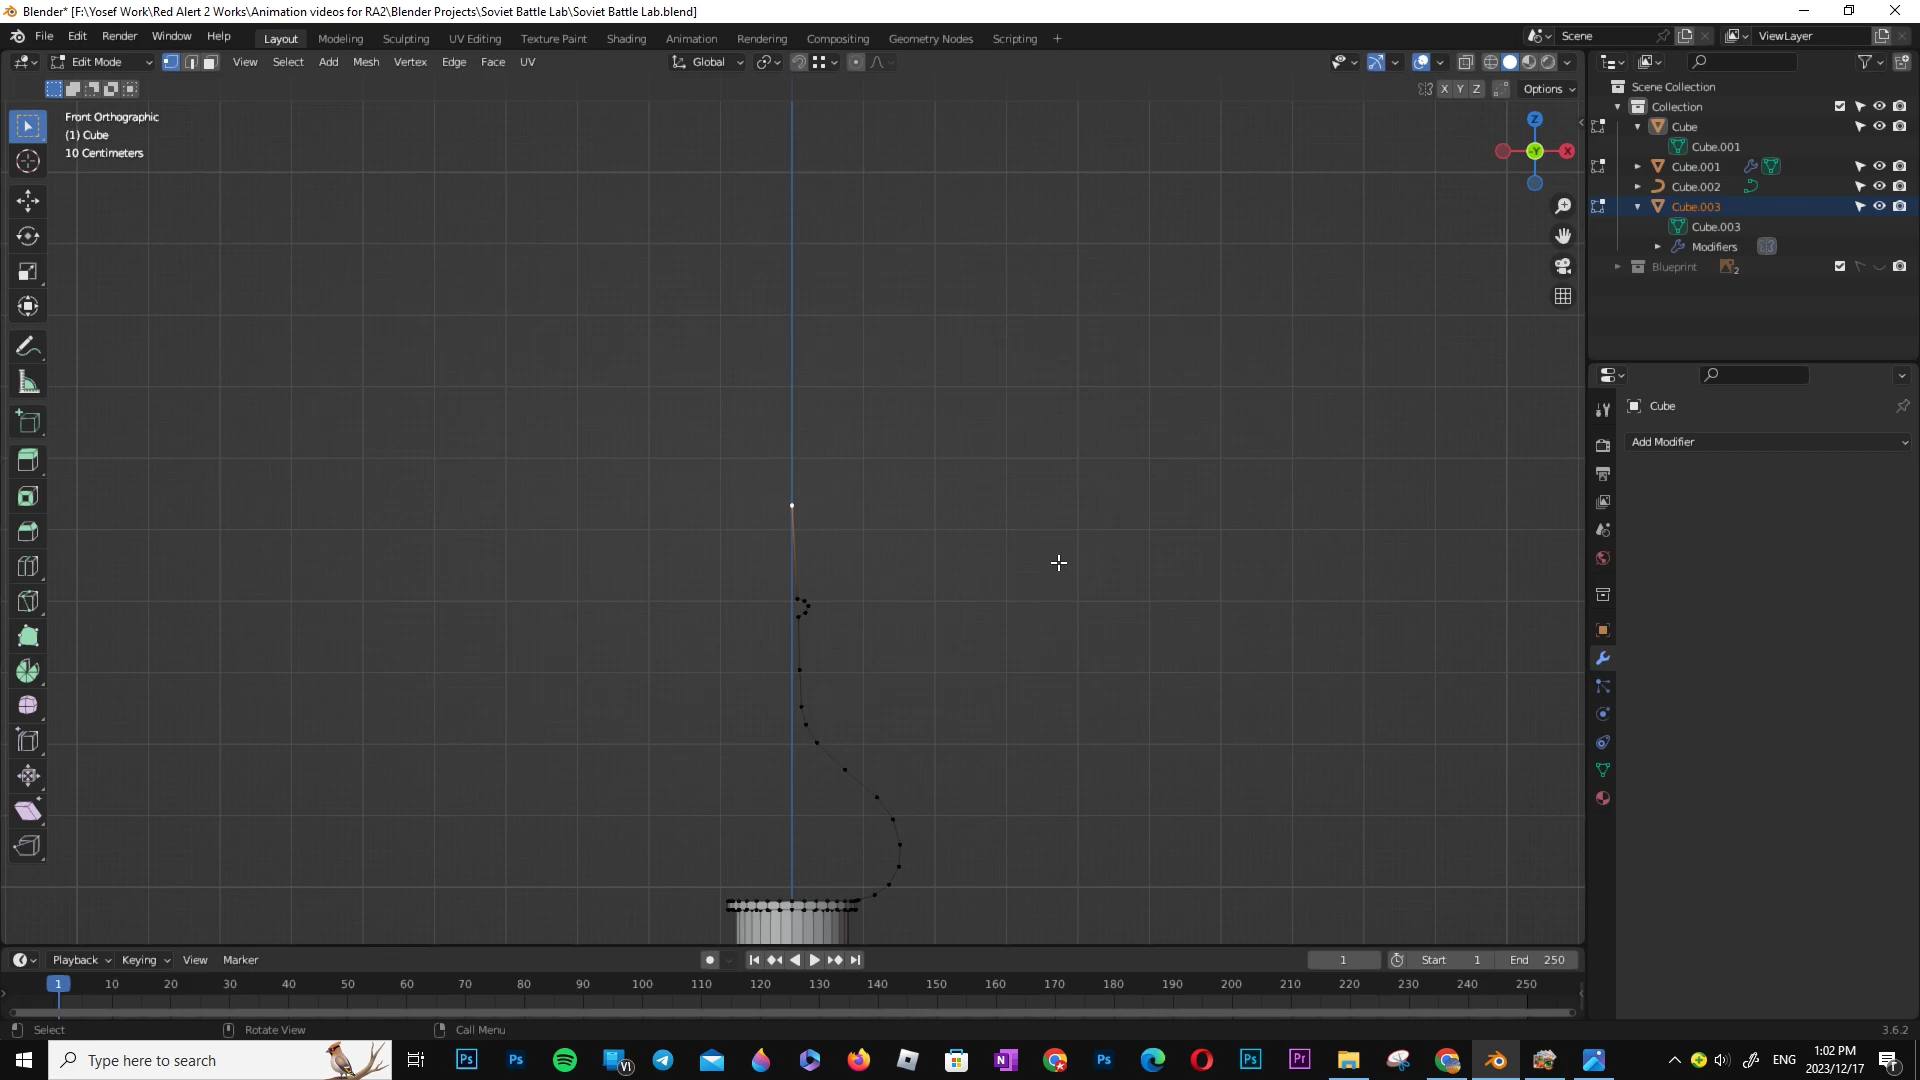 Blender* [F:\Yosef Work\Red Alert 2 Works\Animation videos for RA2\Blender Projects\Soviet Battle Lab\Soviet Battle Lab.blend]
File Edit Render Window Help Layout Modeling Sculpting UV Editing Texture Paint Shading Animation Rendering Compositing Geometry Nodes Scripting + Scene ViewLayer
Edit Mode View Select Add Mesh Vertex Edge Face UV Global
X Y Z Options
Front Orthographic
(1) Cube
10 Centimeters
Z
-Y X
Scene Collection
Collection
Cube
Cube.001
Cube.001
Cube.002
Cube.003
Cube.003
Modifiers
Blueprint 2
Cube
Add Modifier
Playback Keying View Marker 1 Start 1 End 250
1 10 20 30 40 50 60 70 80 90 100 110 120 130 140 150 160 170 180 190 200 210 220 230 240 250
Select Rotate View Call Menu 3.6.2
Type here to search
ENG
1:02 PM
2023/12/17